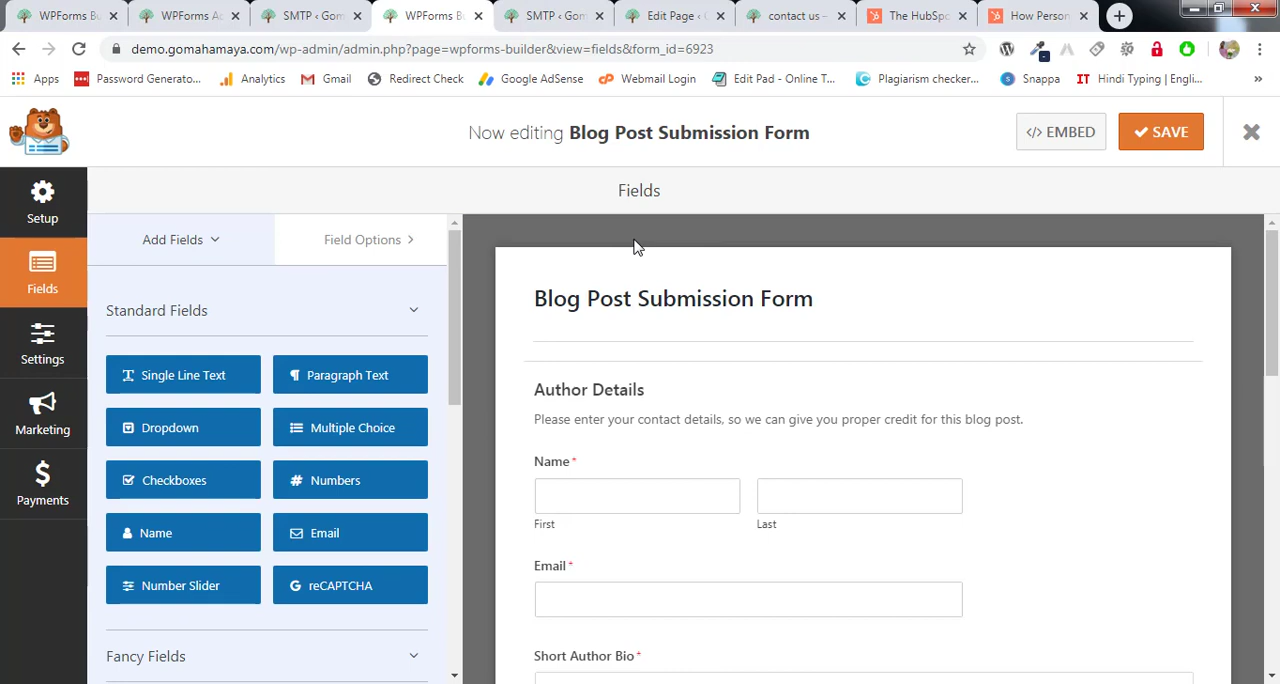 WPForms Bu
WPForms Ad
SMTP ‹ Gom
WPForms Bu
SMTP ‹ Gom
Edit Page ‹ G
contact us –
The HubSpo
How Person
demo.gomahamaya.com/wp-admin/admin.php?page=wpforms-builder&view=fields&form_id=6923
Apps
Password Generato...
Analytics
Gmail
Redirect Check
Google AdSense
Webmail Login
Edit Pad - Online T...
Plagiarism checker...
Snappa
IT Hindi Typing | Engli...
»
Now editing Blog Post Submission Form
</> EMBED
SAVE
Fields
Setup
Fields
Settings
Marketing
Payments
Add Fields
Field Options
Standard Fields
Single Line Text
Paragraph Text
Dropdown
Multiple Choice
Checkboxes
# Numbers
Name
Email
Number Slider
G reCAPTCHA
Fancy Fields
Blog Post Submission Form
Author Details
Please enter your contact details, so we can give you proper credit for this blog post.
Name *
First
Last
Email *
Short Author Bio *